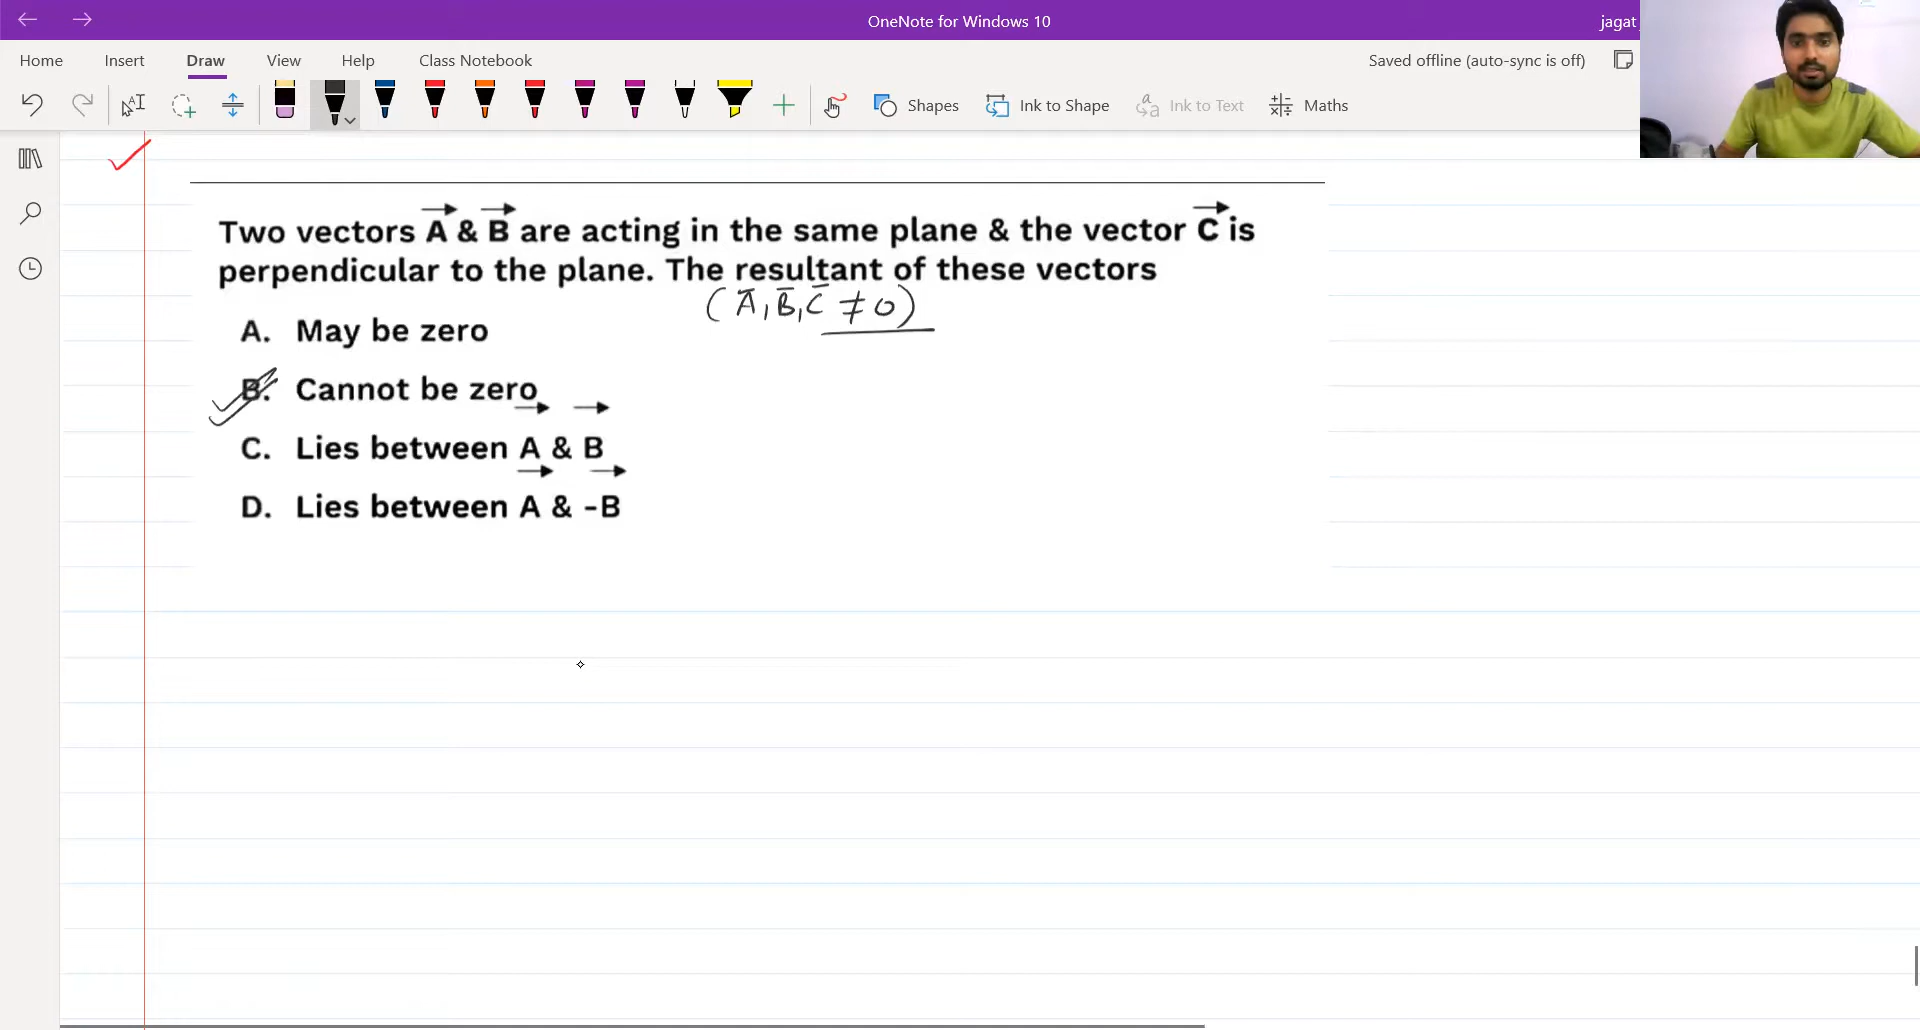 OneNote for Windows 10
jagat
Home Insert Draw View Help Class Notebook
Saved offline (auto-sync is off)
Shapes Ink to Shape Ink to Text Maths
Two vectors A⃗ & B⃗ are acting in the same plane & the vector C⃗ is
perpendicular to the plane. The resultant of these vectors
(A̅, B̅, C̅ ≠ 0)
A. May be zero
B. Cannot be zero
C. Lies between A⃗ & B⃗
D. Lies between A⃗ & -B⃗